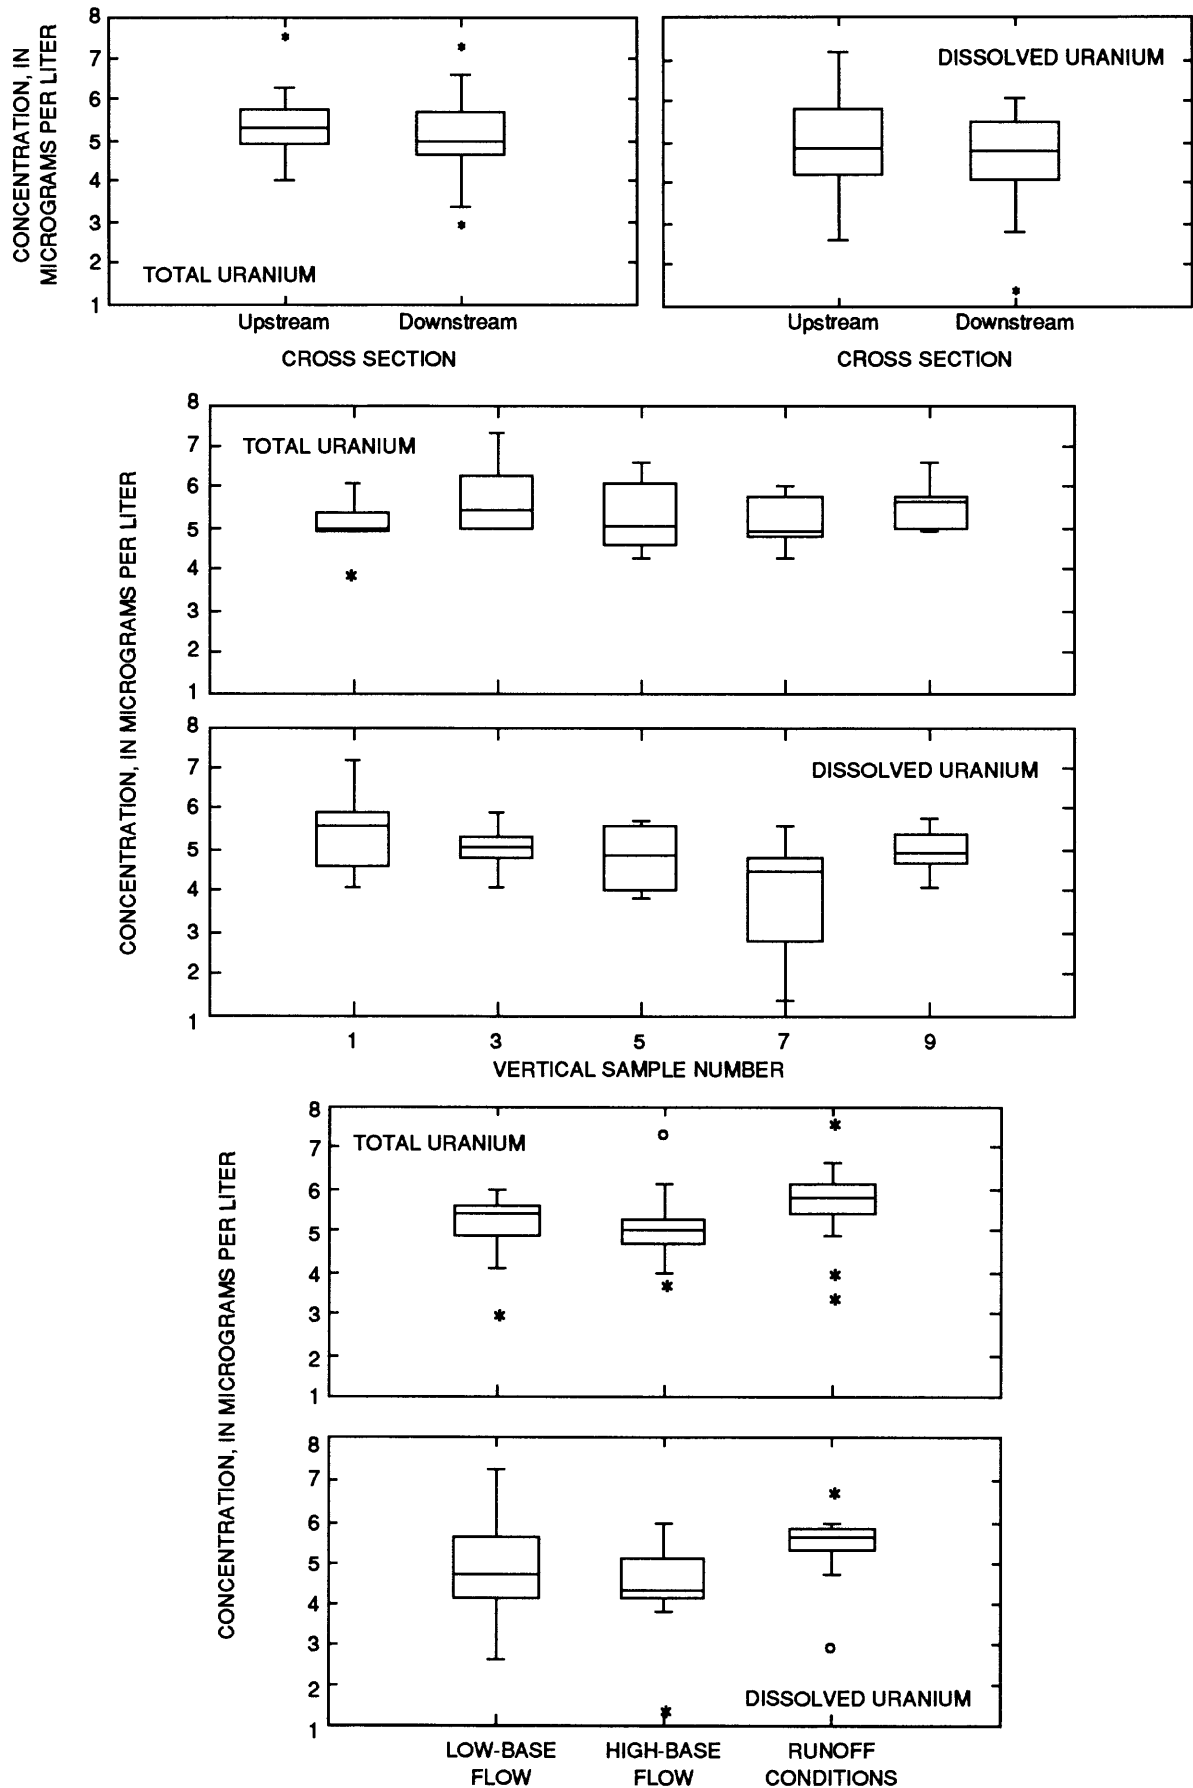 CONCENTRATION, IN
MICROGRAMS PER LITER
8
7
6
5
4
3
2
1
TOTAL URANIUM
Upstream Downstream
CROSS SECTION
DISSOLVED URANIUM
Upstream Downstream
CROSS SECTION
CONCENTRATION, IN MICROGRAMS PER LITER
8
7
6
5
4
3
2
1
TOTAL URANIUM
8
7
6
5
4
3
2
1
DISSOLVED URANIUM
1 3 5 7 9
VERTICAL SAMPLE NUMBER
CONCENTRATION, IN MICROGRAMS PER LITER
8
7
6
5
4
3
2
1
TOTAL URANIUM
8
7
6
5
4
3
2
1
DISSOLVED URANIUM
LOW-BASE HIGH-BASE RUNOFF
FLOW FLOW CONDITIONS